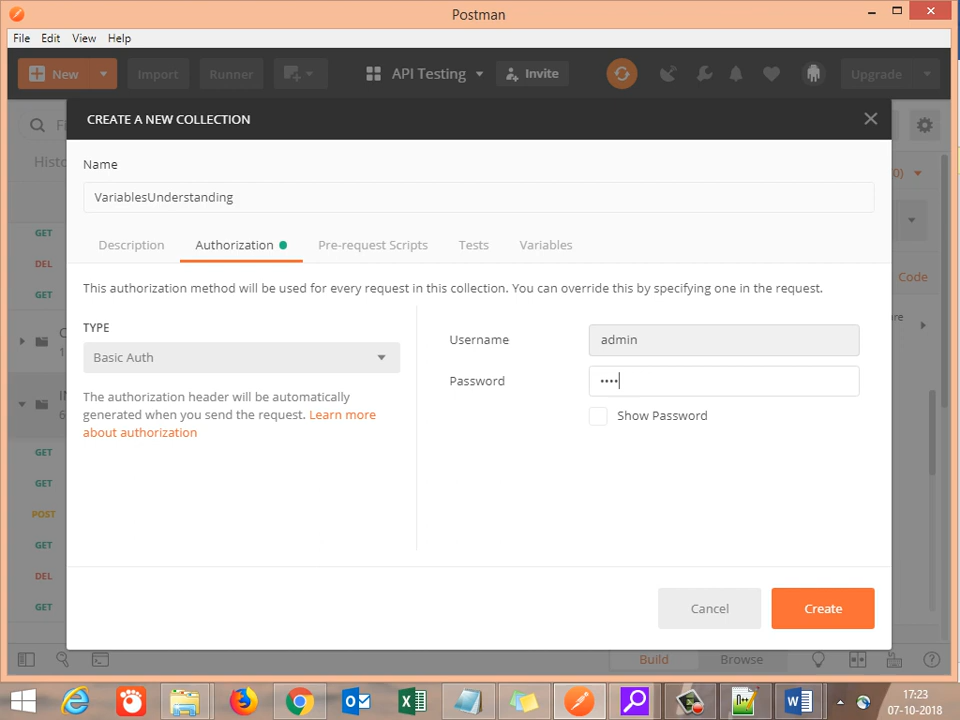 Postman
File Edit View Help
New Import Runner API Testing Invite Upgrade
CREATE A NEW COLLECTION
Name
Histo 0)
VariablesUnderstanding
GET Description Authorization Pre-request Scripts Tests Variables
DEL
GET This authorization method will be used for every request in this collection. You can override this by specifying one in the request. Code
TYPE
Username admin
Basic Auth
Password ••••
The authorization header will be automatically
generated when you send the request. Learn more
about authorization
Show Password
GET
GET
POST
GET
DEL
GET
Cancel Create
Build Browse
17:23
07-10-2018